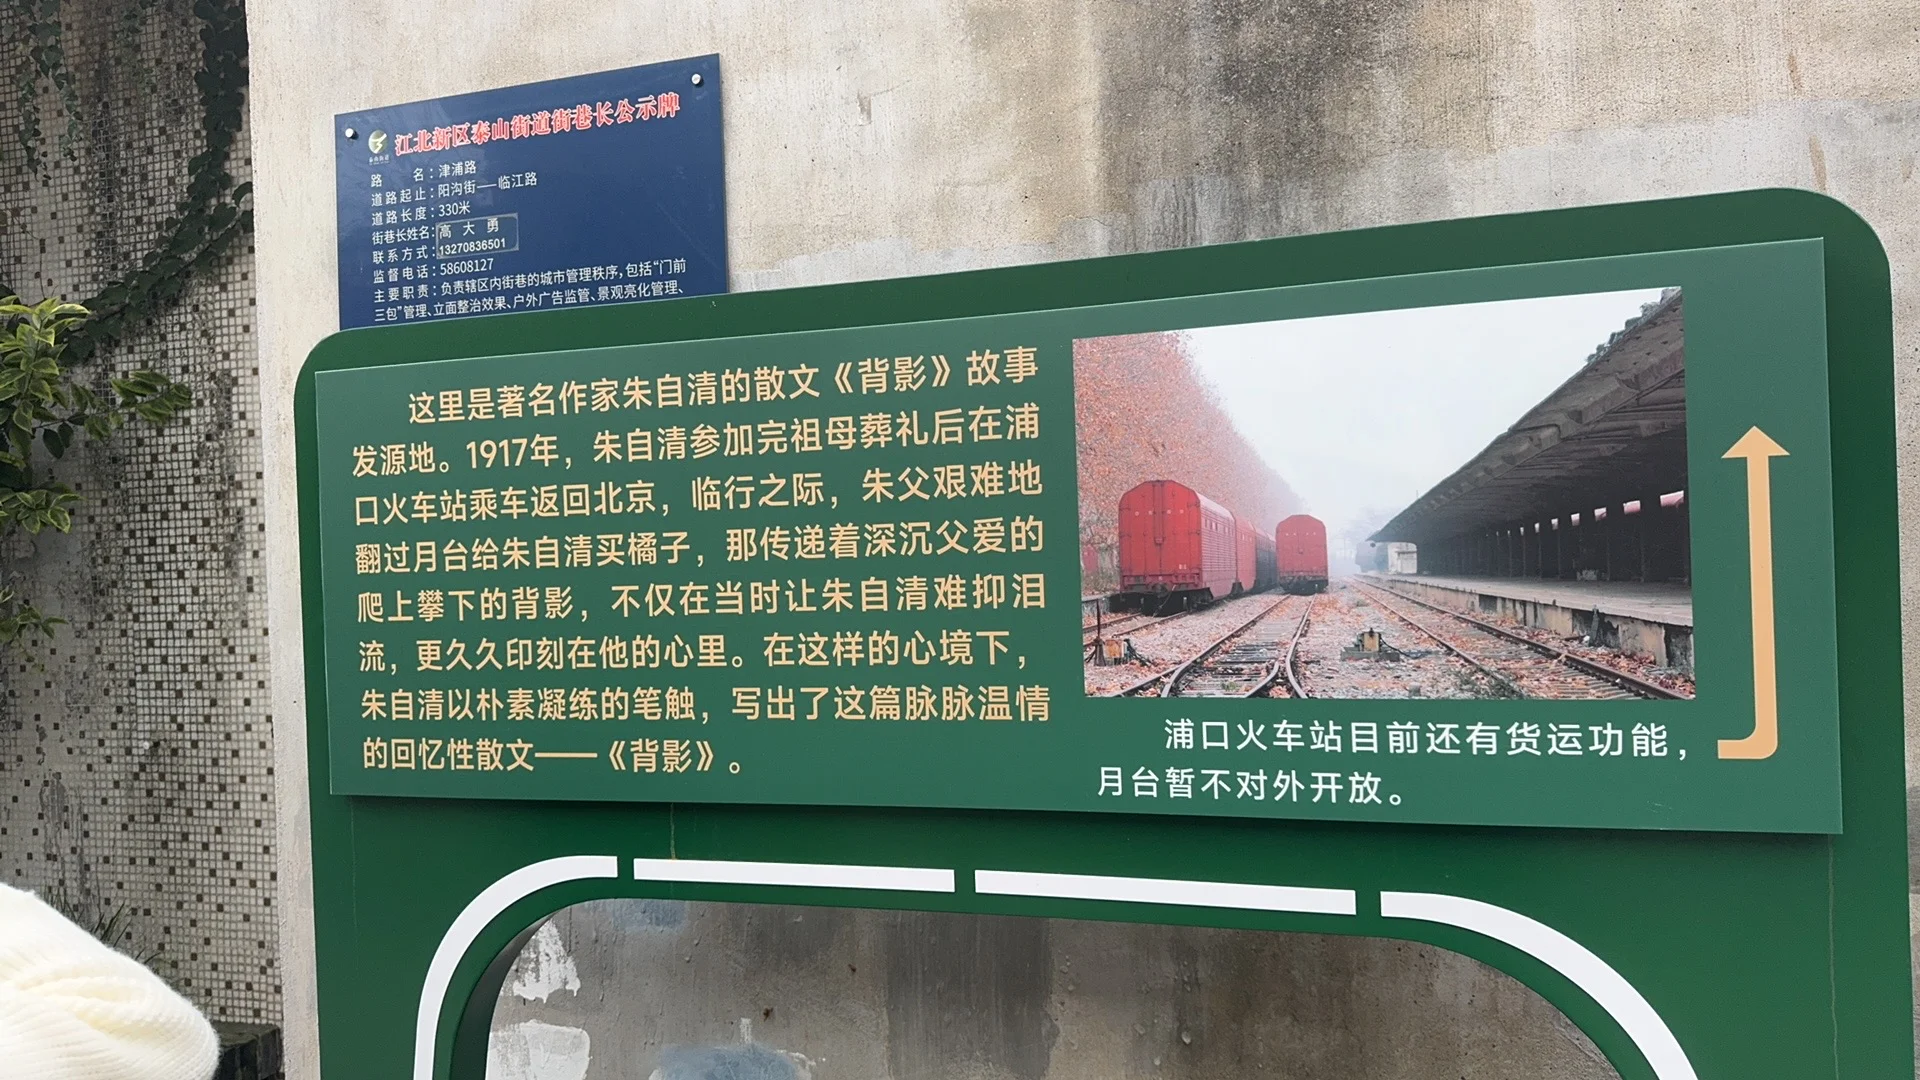 江北新区泰山街道街巷长公示牌
路 名：津浦路
道路起止：阳沟街——临江路
道路长度：330米
街巷长姓名：高 大 勇
联系方式：13270836501
监督电话：58608127
主要职责：负责辖区内街巷的城市管理秩序，包括“门前
三包”管理、立面整治效果、户外广告监管、景观亮化管理、
这里是著名作家朱自清的散文《背影》故事
发源地。1917年，朱自清参加完祖母葬礼后在浦
口火车站乘车返回北京，临行之际，朱父艰难地
翻过月台给朱自清买橘子，那传递着深沉父爱的
爬上攀下的背影，不仅在当时让朱自清难抑泪
流，更久久印刻在他的心里。在这样的心境下，
朱自清以朴素凝练的笔触，写出了这篇脉脉温情
的回忆性散文——《背影》。
浦口火车站目前还有货运功能，
月台暂不对外开放。